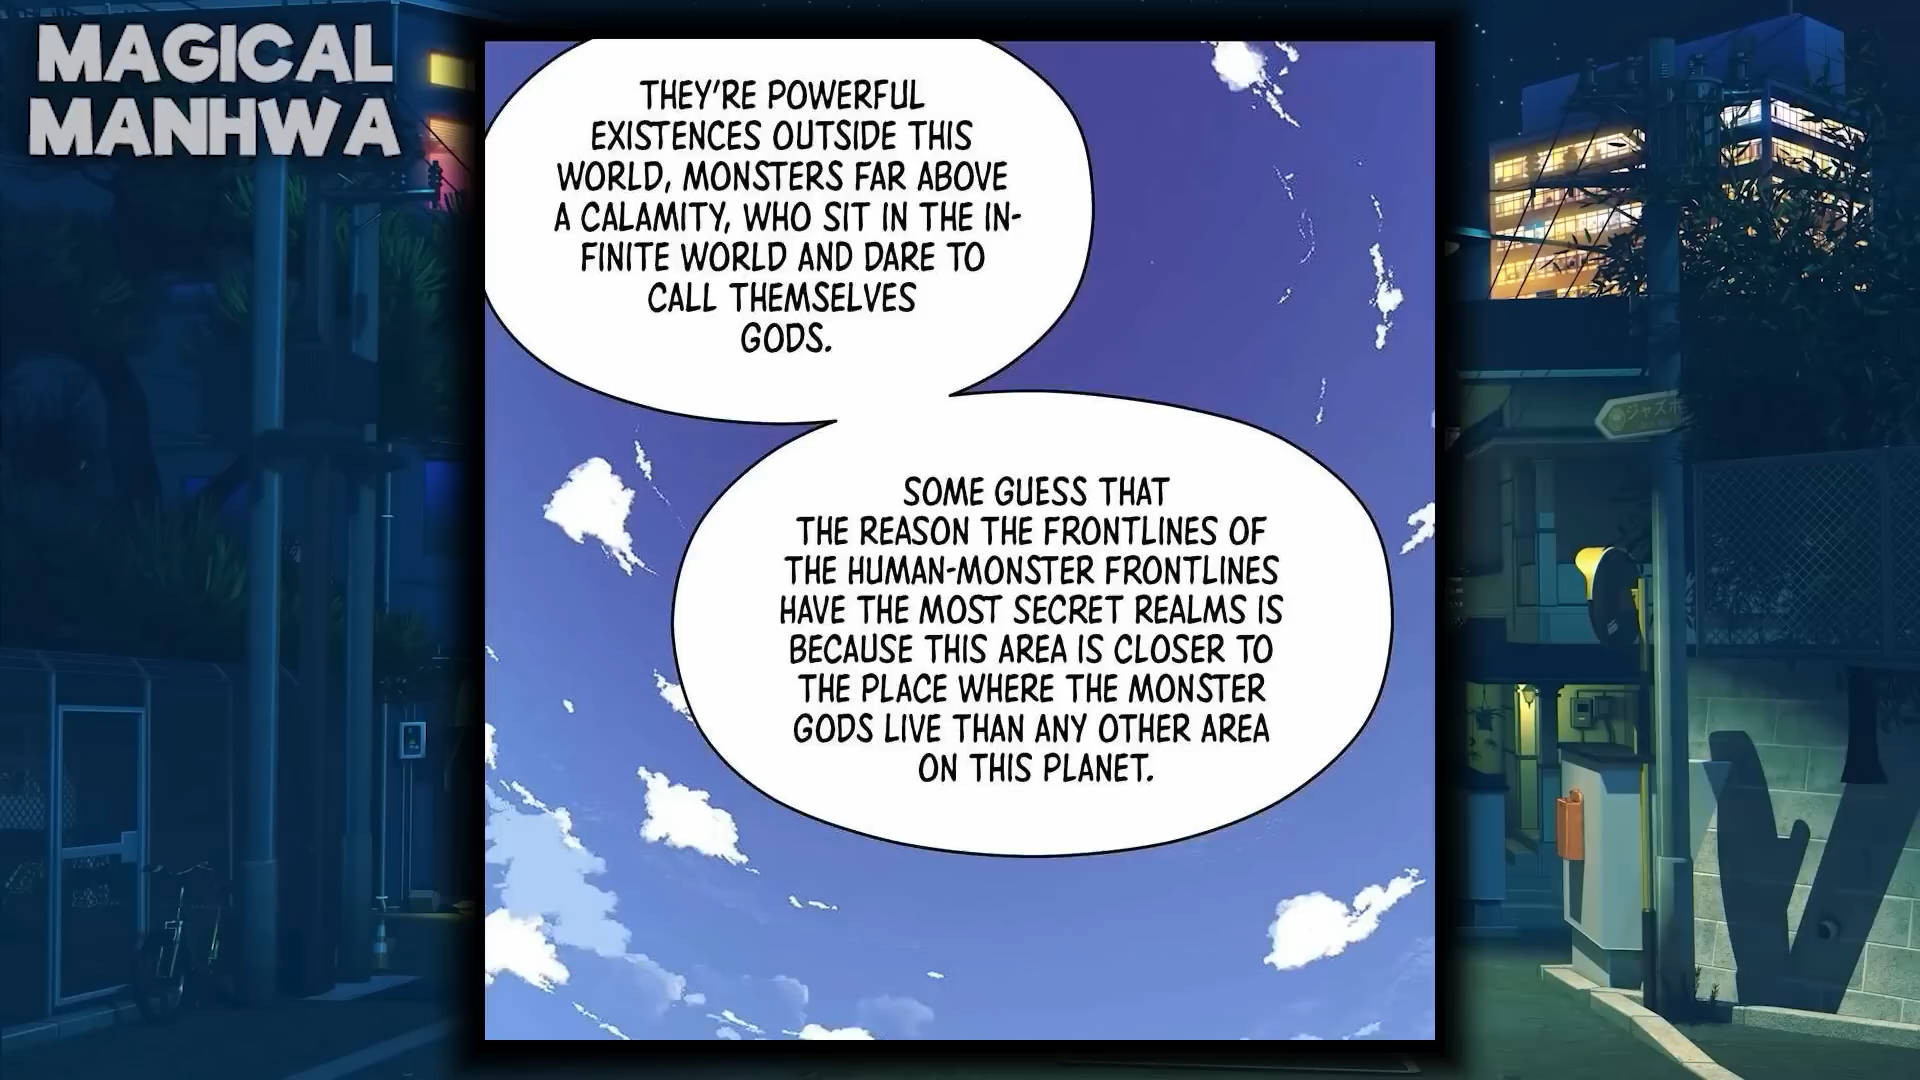 MAGICAL
MANHWA
THEY'RE POWERFUL
EXISTENCES OUTSIDE THIS
WORLD, MONSTERS FAR ABOVE
A CALAMITY, WHO SIT IN THE IN-
FINITE WORLD AND DARE TO
CALL THEMSELVES
GODS.
SOME GUESS THAT
THE REASON THE FRONTLINES OF
THE HUMAN-MONSTER FRONTLINES
HAVE THE MOST SECRET REALMS IS
BECAUSE THIS AREA IS CLOSER TO
THE PLACE WHERE THE MONSTER
GODS LIVE THAN ANY OTHER AREA
ON THIS PLANET.
ジャズ